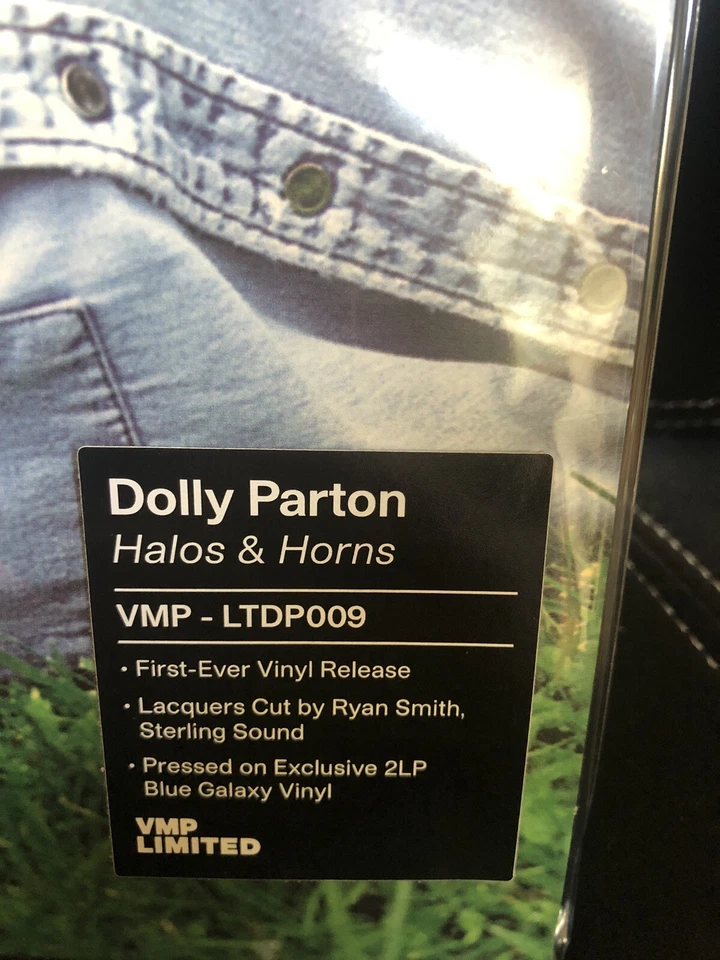 Dolly Parton
Halos & Horns
VMP - LTDP009
• First-Ever Vinyl Release
• Lacquers Cut by Ryan Smith,
Sterling Sound
• Pressed on Exclusive 2LP
Blue Galaxy Vinyl
VMP
LIMITED